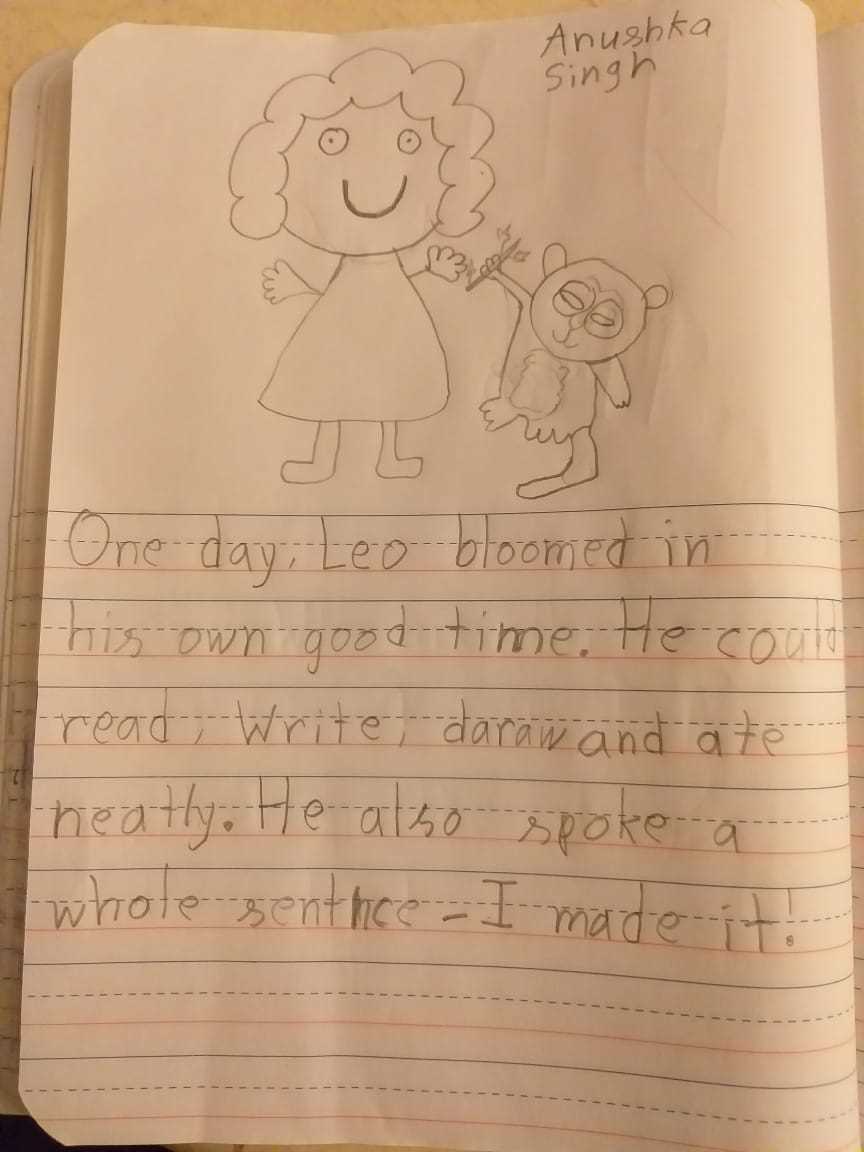 Anushka
Singh
One day, Leo bloomed in
his own good time. He could
read, Write, daraw and ate
neatly. He also spoke a
whole sentnce - I made it!